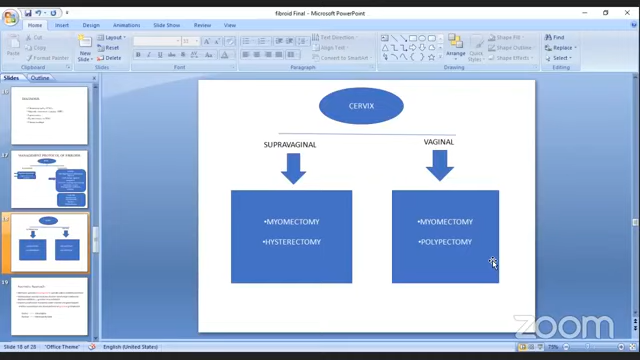 fibroid Final - Microsoft PowerPoint
Home
Insert
Design
Animations
Slide Show
Review
View
Cut
Copy
Format Painter
Clipboard
New
Slide
Layout
Reset
Delete
Slides
Font
Paragraph
Text Direction
Align Text
Convert to SmartArt
Arrange
Quick
Styles
Shape Fill
Shape Outline
Shape Effects
Drawing
Find
Replace
Select
Editing
Slides
Outline
CERVIX
SUPRAVAGINAL
VAGINAL
•MYOMECTOMY
•HYSTERECTOMY
•MYOMECTOMY
•POLYPECTOMY
17
19
zoom
Slide 18 of 28
"Office Theme"
English (United States)
73%